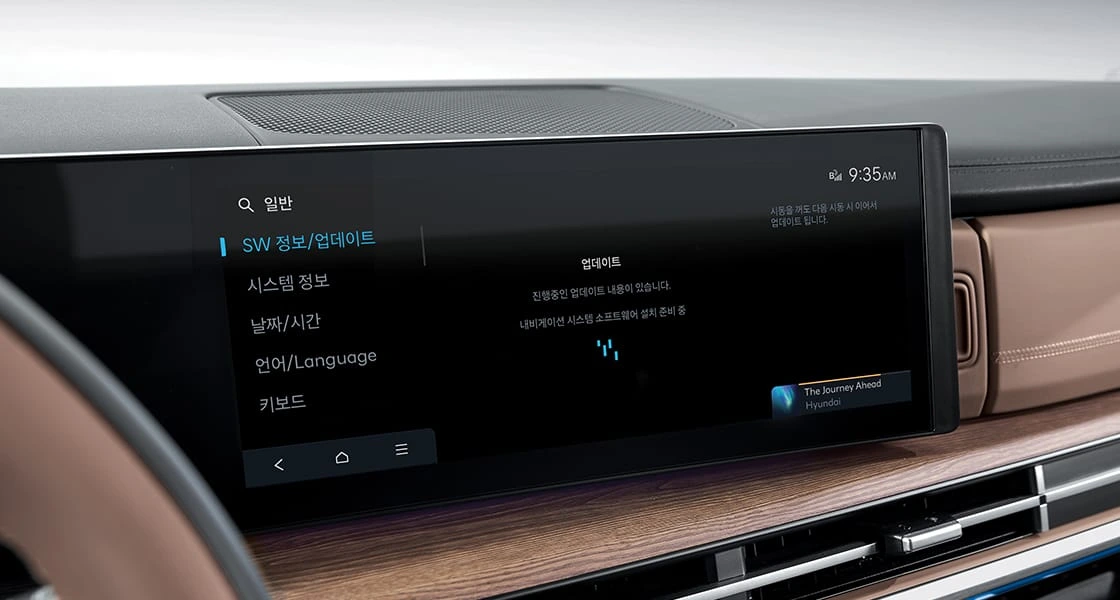 9:35AM
일반
SW 정보/업데이트
시스템 정보
날짜/시간
언어/Language
키보드
시동을 꺼도 다음 시동 시 이어서
업데이트 됩니다.
업데이트
진행중인 업데이트 내용이 있습니다.
내비게이션 시스템 소프트웨어 설치 준비 중
The Journey Ahead
Hyundai